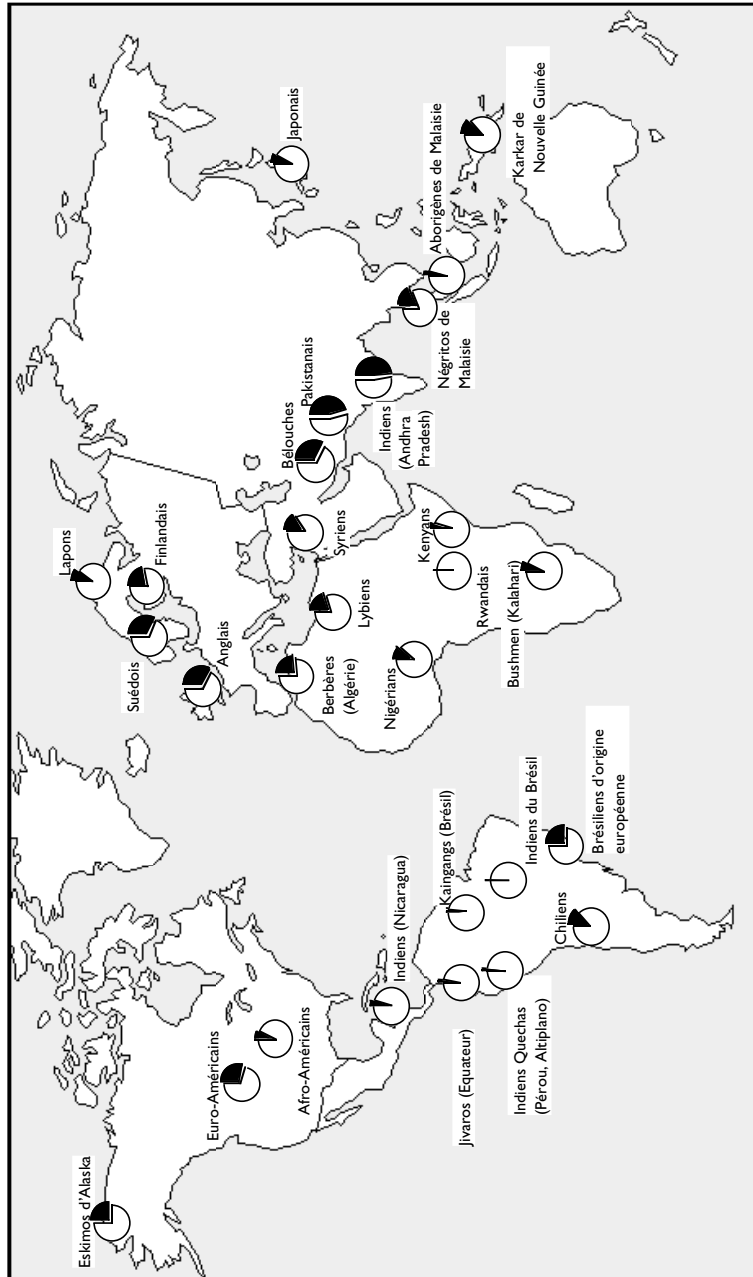 Eskimos d'Alaska
Euro-Américains
Afro-Américains
Indiens (Nicaragua)
Jivaros (Equateur)
Indiens Quechas
(Pérou, Altiplano)
Kaingangs (Brésil)
Indiens du Brésil
Chiliens
Brésiliens d'origine
européenne
Lapons
Suédois
Finlandais
Anglais
Berbères
(Algérie)
Lybiens
Syriens
Nigérians
Kenyans
Rwandais
Bushmen (Kalahari)
Bélouches
Pakistanais
Indiens
(Andhra
Pradesh)
Japonais
Négritos de
Malaisie
Aborigènes de Malaisie
Karkar de
Nouvelle Guinée